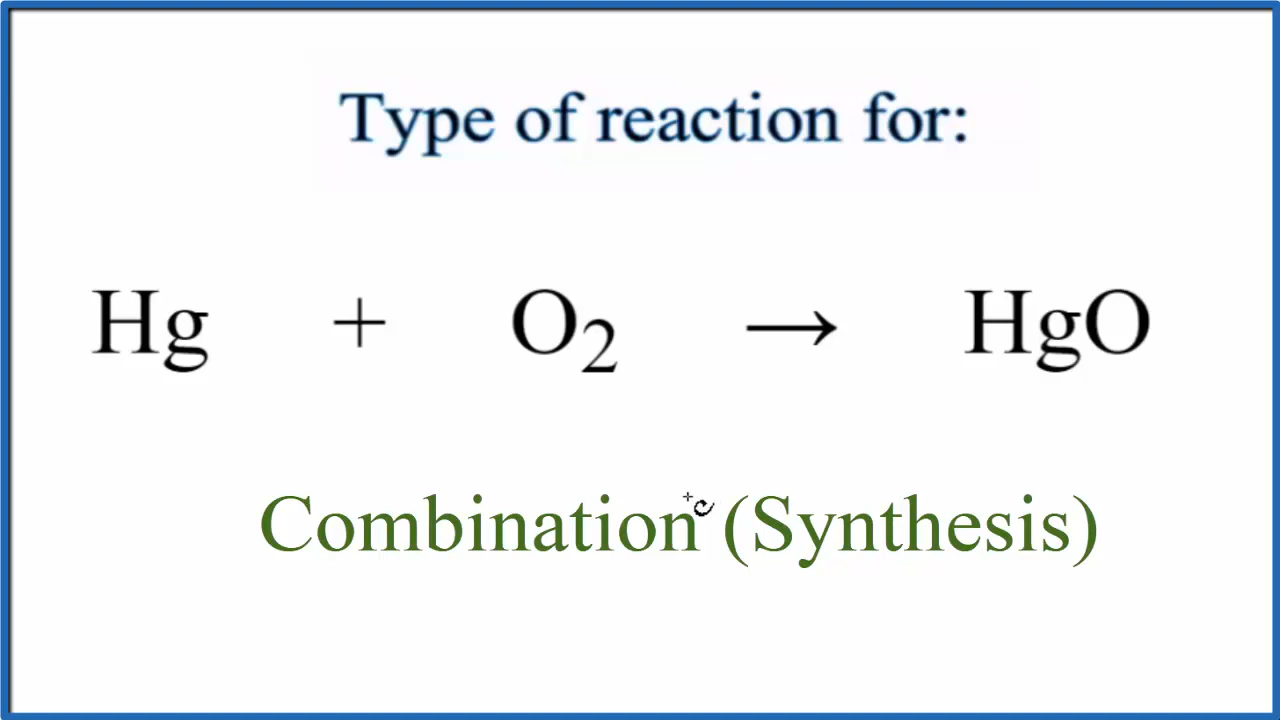 Type of reaction for:
Hg + O₂ → HgO
Combination (Synthesis)